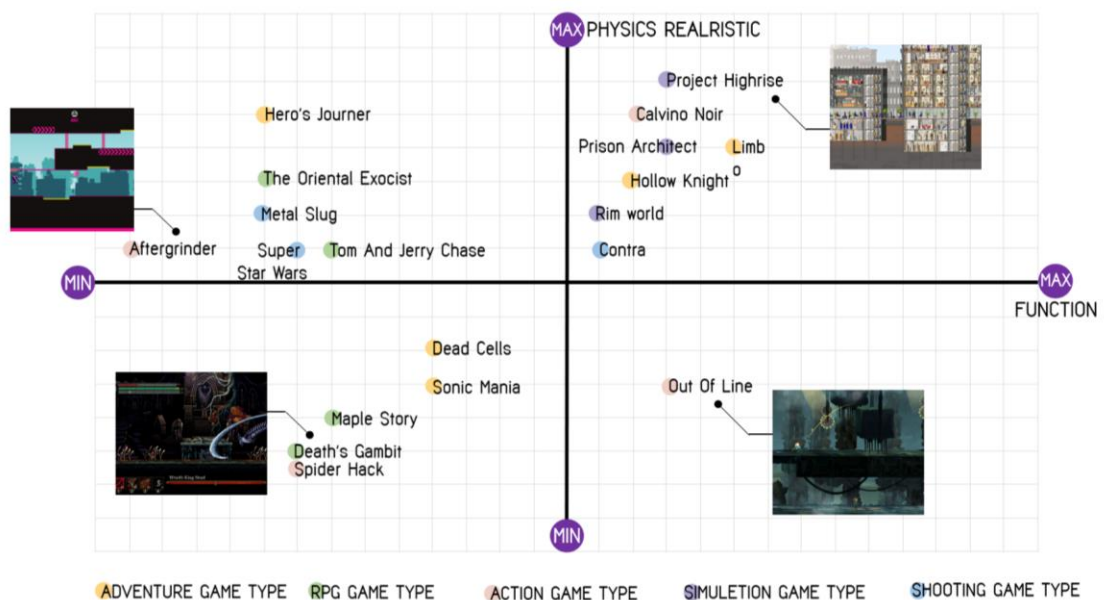 MAX PHYSICS REALRISTIC
Project Highrise
Hero's Journer
Calvino Noir
Prison Architect
Limb
o
The Oriental Exocist
Hollow Knight
Metal Slug
Rim world
Aftergrinder
Super
Star Wars
Tom And Jerry Chase
Contra
MIN
MAX
FUNCTION
Dead Cells
Sonic Mania
Out Of Line
Maple Story
Death's Gambit
Spider Hack
MIN
ADVENTURE GAME TYPE
RPG GAME TYPE
ACTION GAME TYPE
SIMULETION GAME TYPE
SHOOTING GAME TYPE